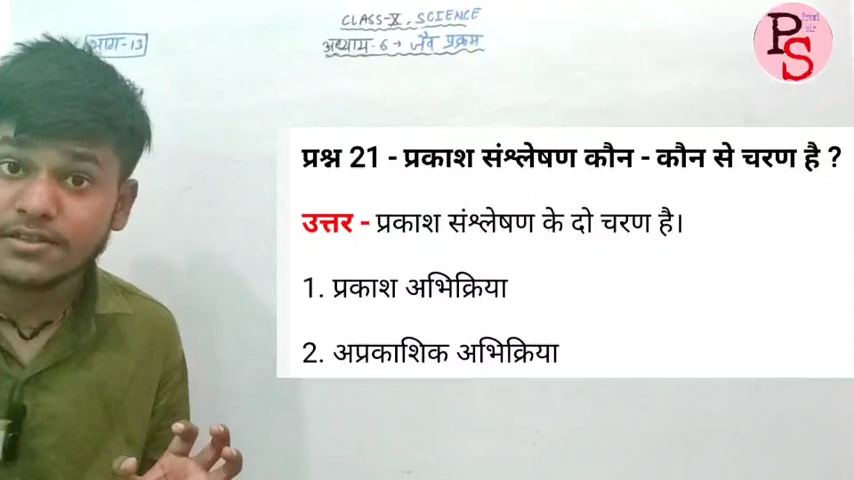 CLASS-X, SCIENCE
भाग-13
अध्याय-6 → जैव प्रक्रम
PS
प्रश्न 21 - प्रकाश संश्लेषण कौन - कौन से चरण है ?
उत्तर - प्रकाश संश्लेषण के दो चरण है।
1. प्रकाश अभिक्रिया
2. अप्रकाशिक अभिक्रिया